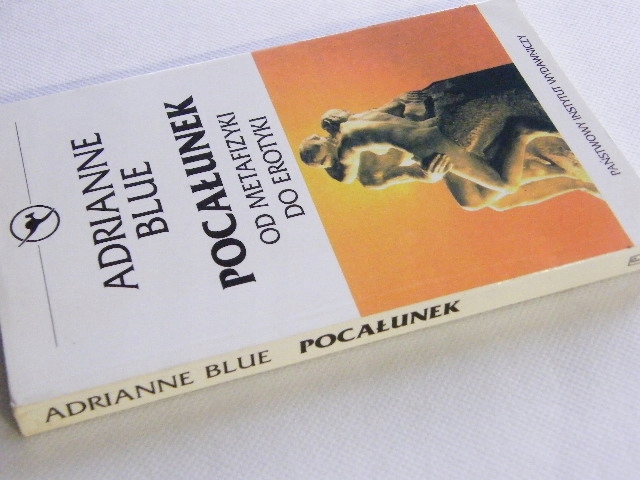 ADRIANNE
BLUE
POCAŁUNEK
OD METAFIZYKI
DO EROTYKI
PAŃSTWOWY INSTYTUT WYDAWNICZY
ADRIANNE BLUE POCAŁUNEK